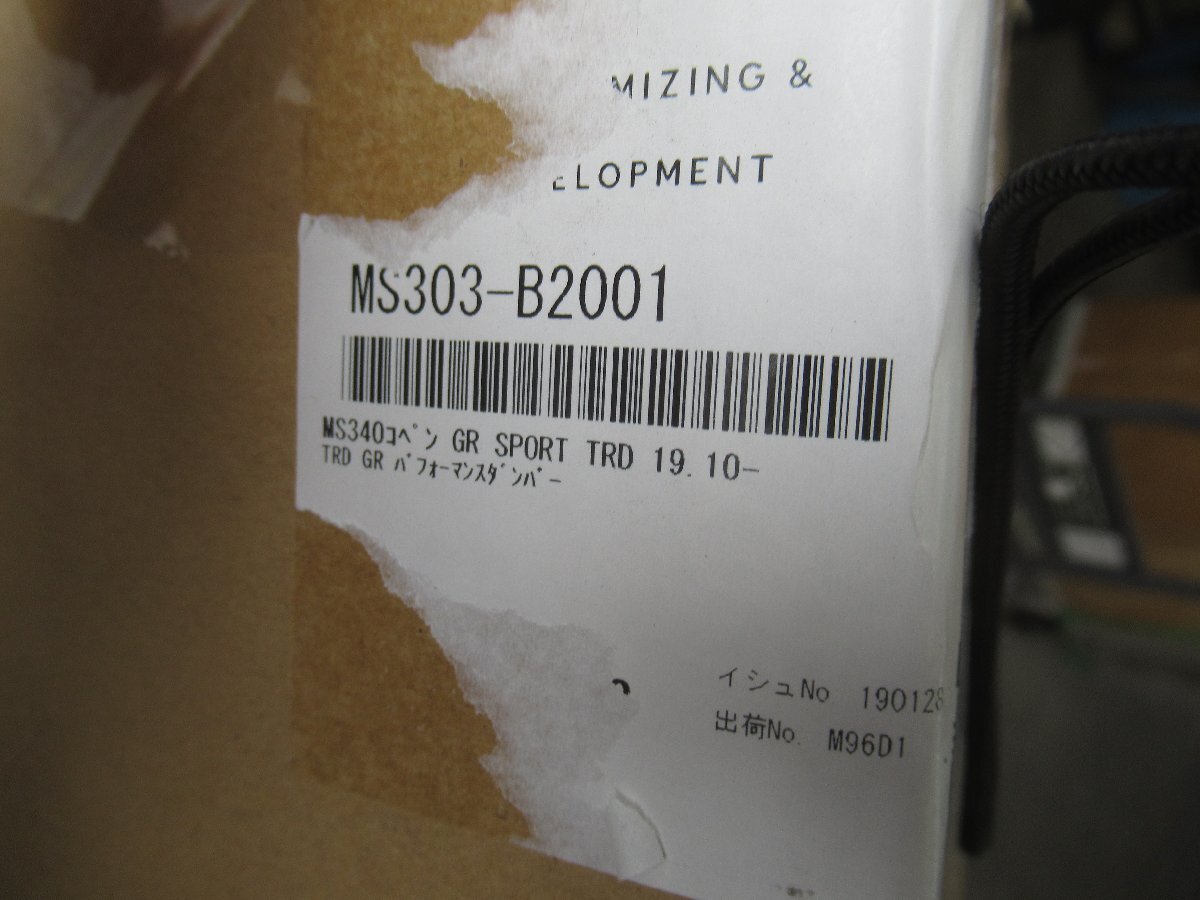 MIZING &
ELOPMENT
MS303-B2001
MS340ｺﾍﾟﾝ GR SPORT TRD 19.10-
TRD GR ﾊﾟﾌｫｰﾏﾝｽﾀﾞﾝﾊﾟｰ
イシュNo 190128
出荷No. M96D1